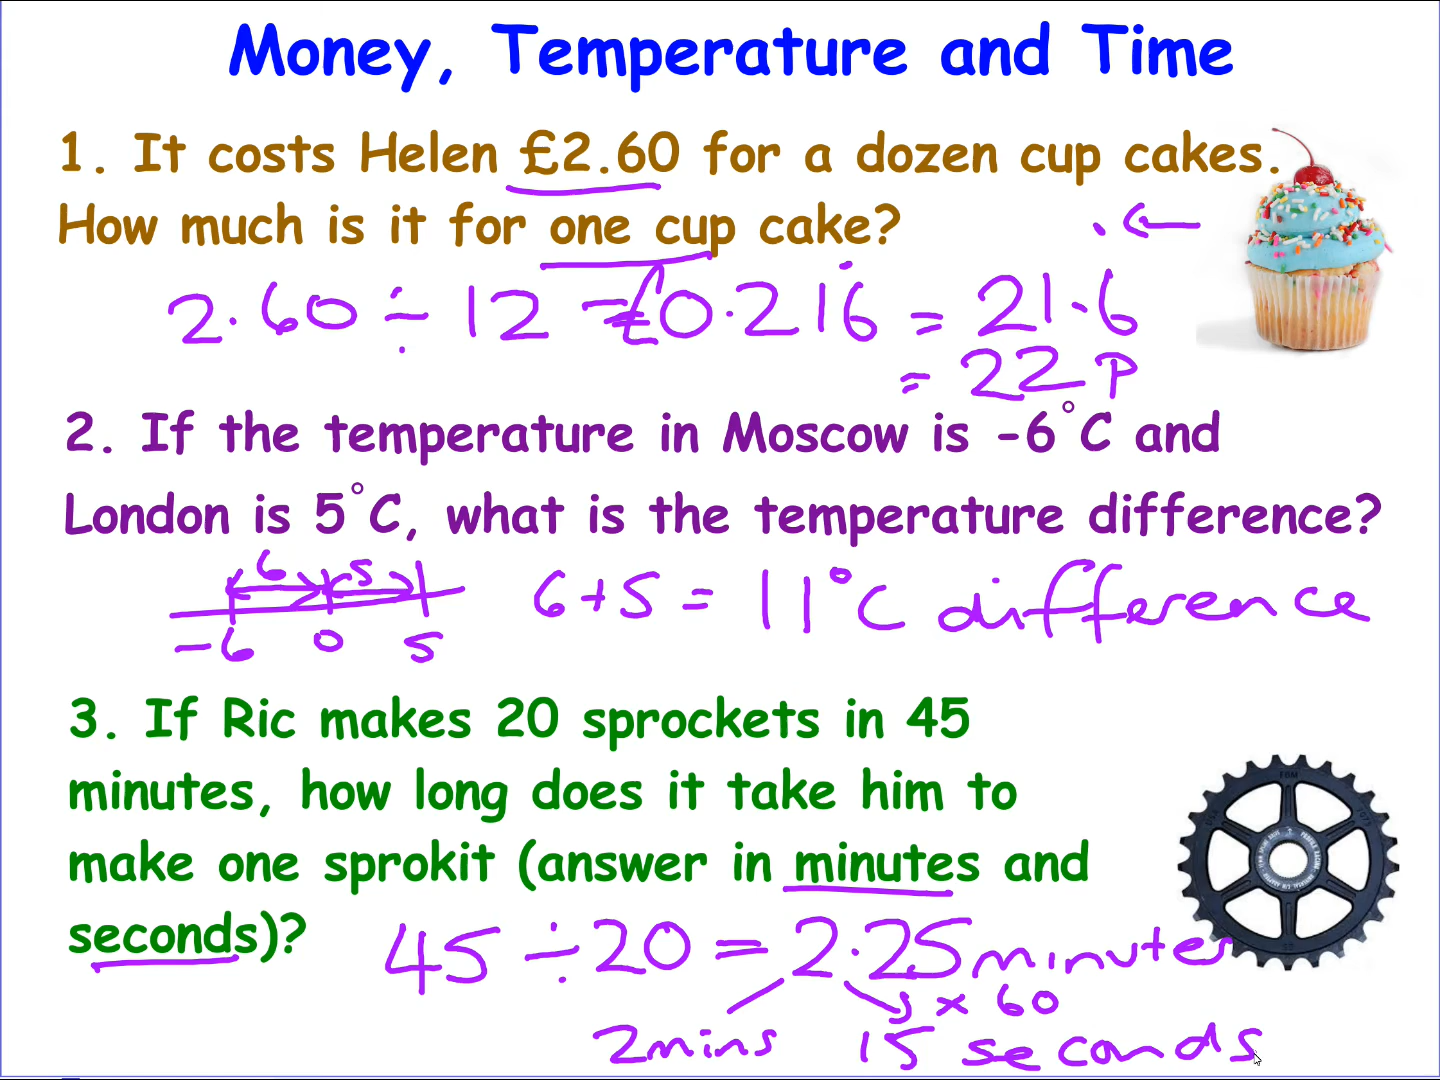 Money, Temperature and Time
1. It costs Helen £2.60 for a dozen cup cakes.
How much is it for one cup cake?
2.60 ÷ 12 = £0.216̇ = 21.6
= 22 P
2. If the temperature in Moscow is -6°C and
London is 5°C, what is the temperature difference?
6 5
-6 0 5
6+5 = 11°C difference
3. If Ric makes 20 sprockets in 45
minutes, how long does it take him to
make one sprokit (answer in minutes and
seconds)?
45 ÷ 20 = 2.25 minutes
x 60
2mins 15 seconds